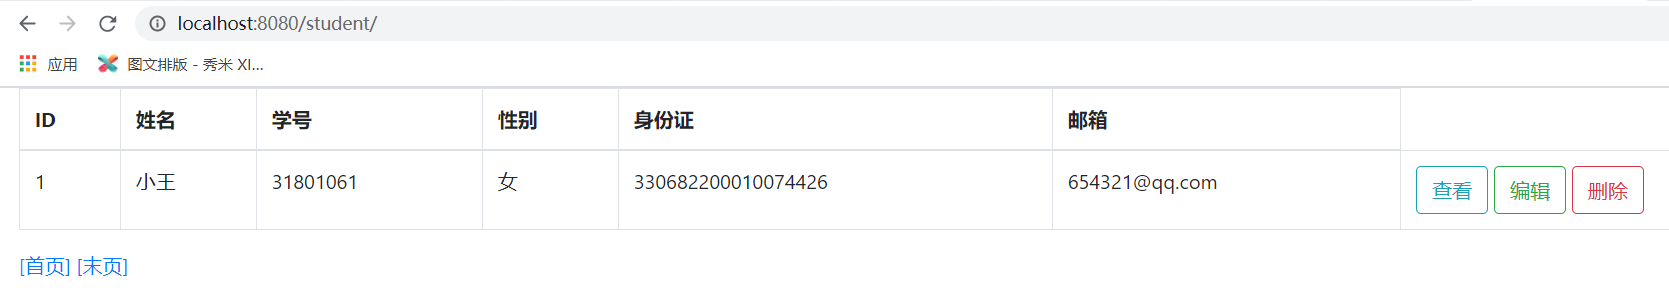 localhost:8080/student/
应用 图文排版 - 秀米 XI...
ID 姓名 学号 性别 身份证 邮箱
1 小王 31801061 女 330682200010074426 654321@qq.com 查看 编辑 删除
[首页] [末页]